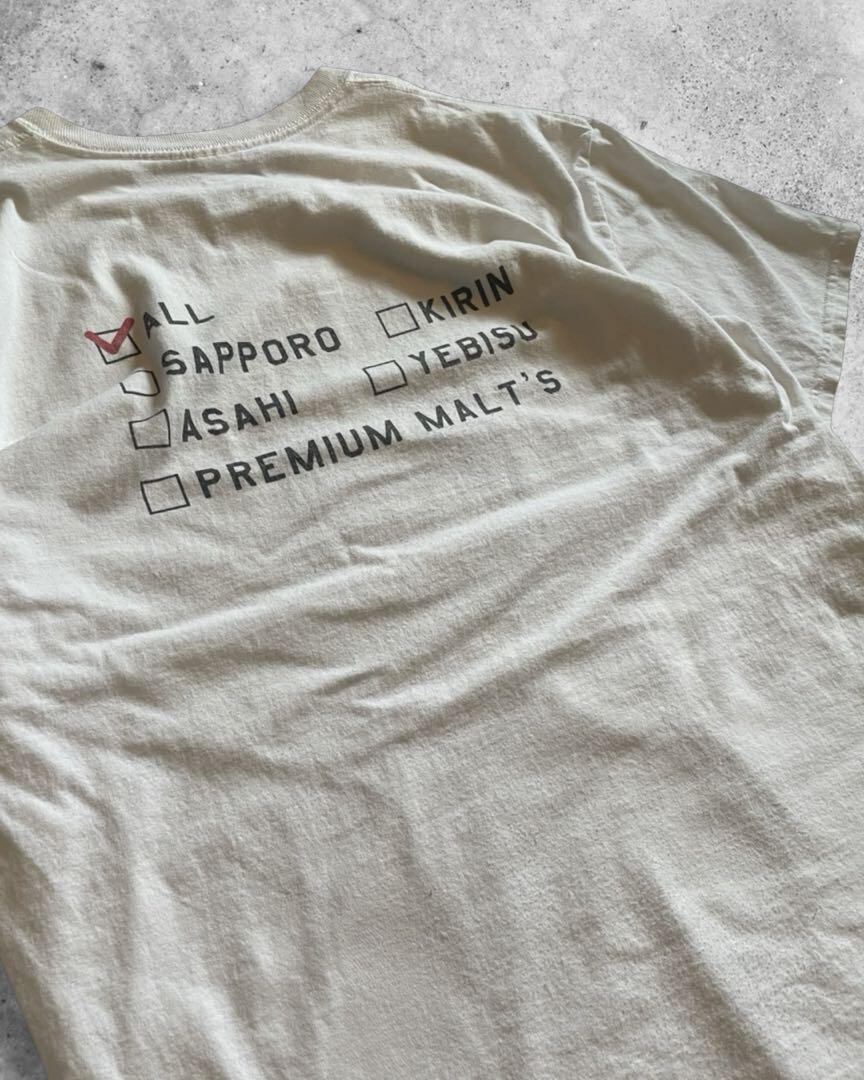 ALL
SAPPORO KIRIN
ASAHI YEBISU
PREMIUM MALT'S